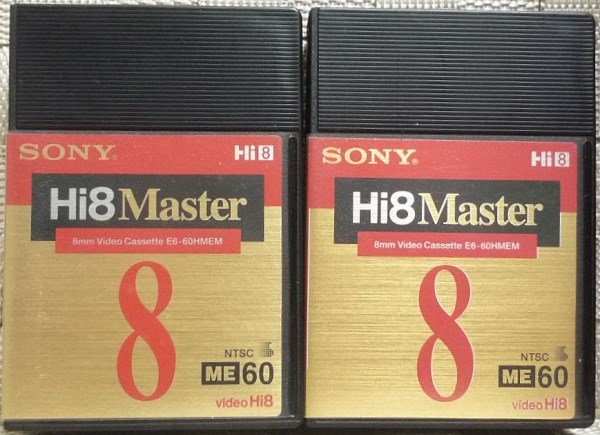 SONY®
Hi8
Hi8 Master
8mm Video Cassette E6-60HMEM
8
NTSC
ME 60
video Hi8
SONY®
Hi8
Hi8 Master
8mm Video Cassette E6-60HMEM
8
NTSC
ME 60
video Hi8